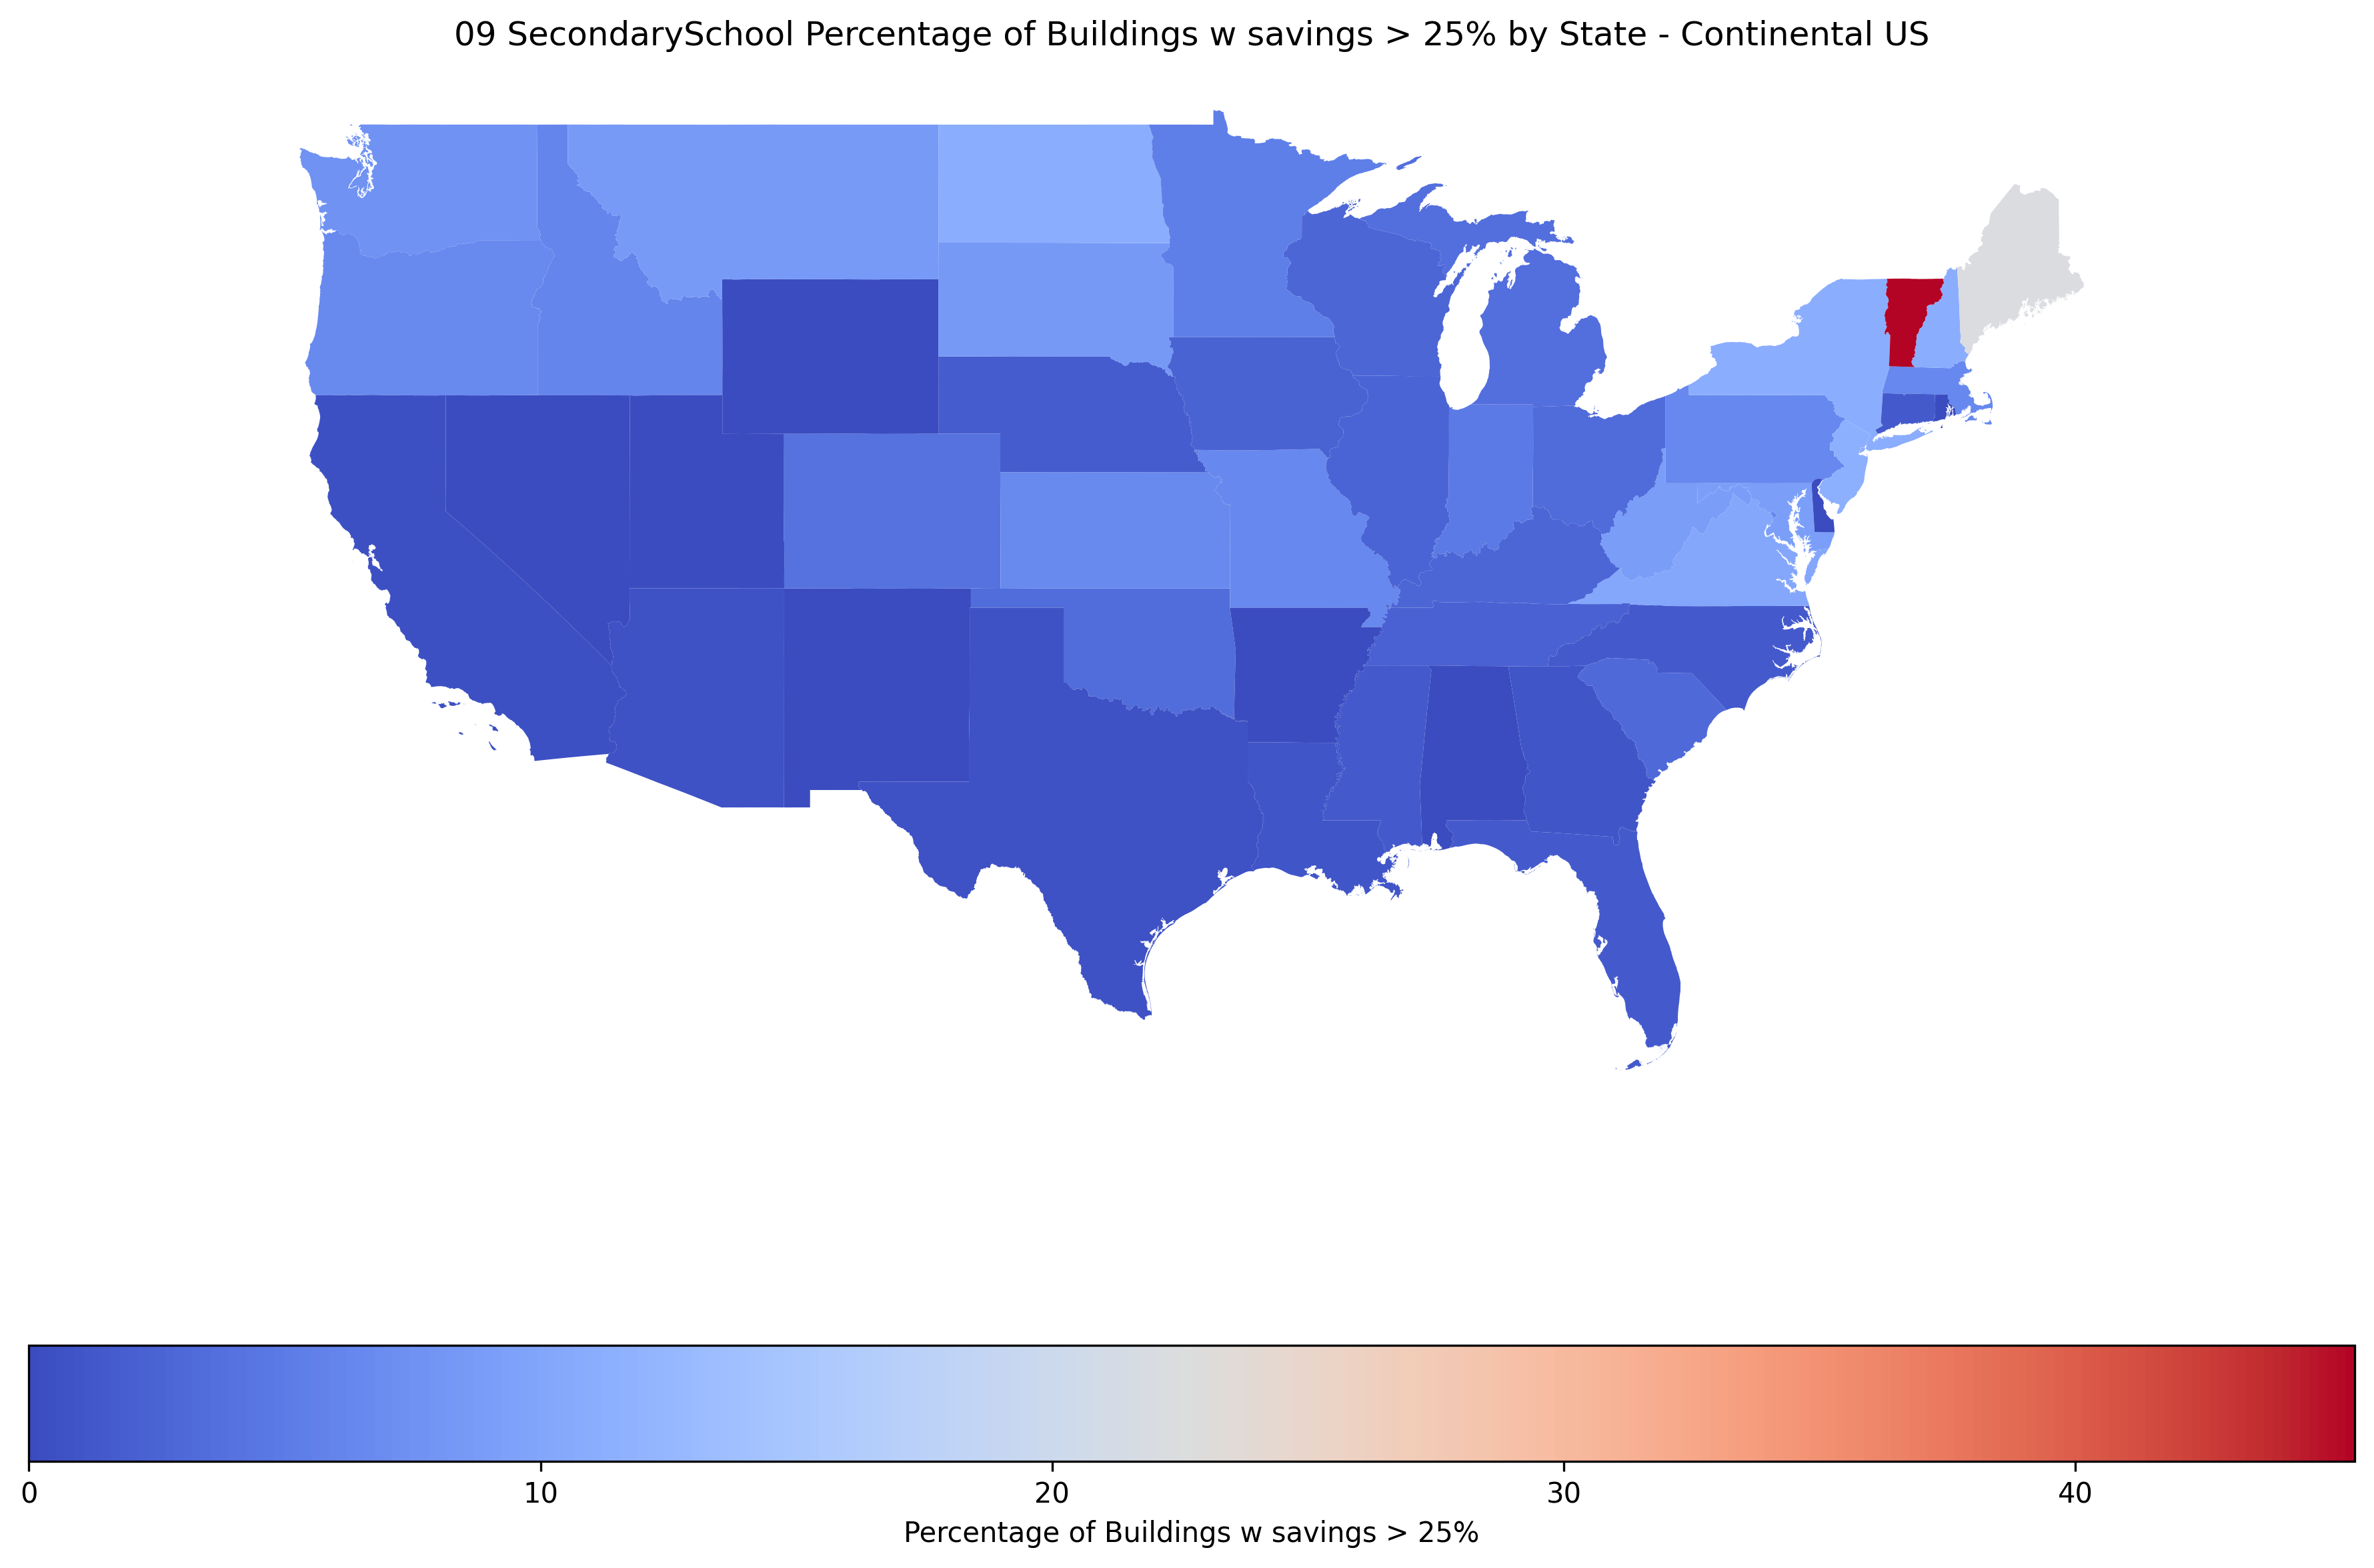 09 SecondarySchool Percentage of Buildings w savings > 25% by State - Continental US
0 10 20 30 40
Percentage of Buildings w savings > 25%